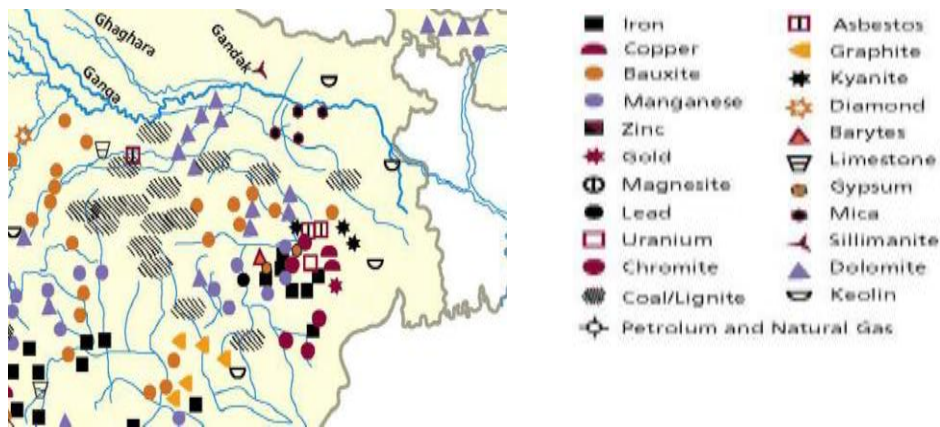 Ghaghara
Gandak
Ganga
Iron
Copper
Bauxite
Manganese
Zinc
Gold
Magnesite
Lead
Uranium
Chromite
Coal/Lignite
Petrolum and Natural Gas
Asbestos
Graphite
Kyanite
Diamond
Barytes
Limestone
Gypsum
Mica
Sillimanite
Dolomite
Keolin